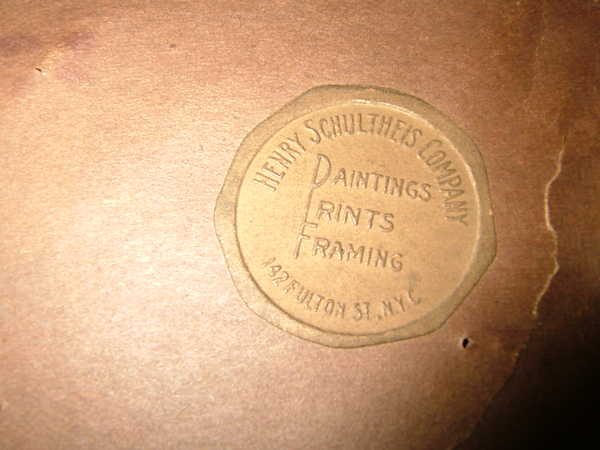 HENRY SCHULTHEIS COMPANY
PAINTINGS
PRINTS
FRAMING
142 FULTON ST., N.Y.C.